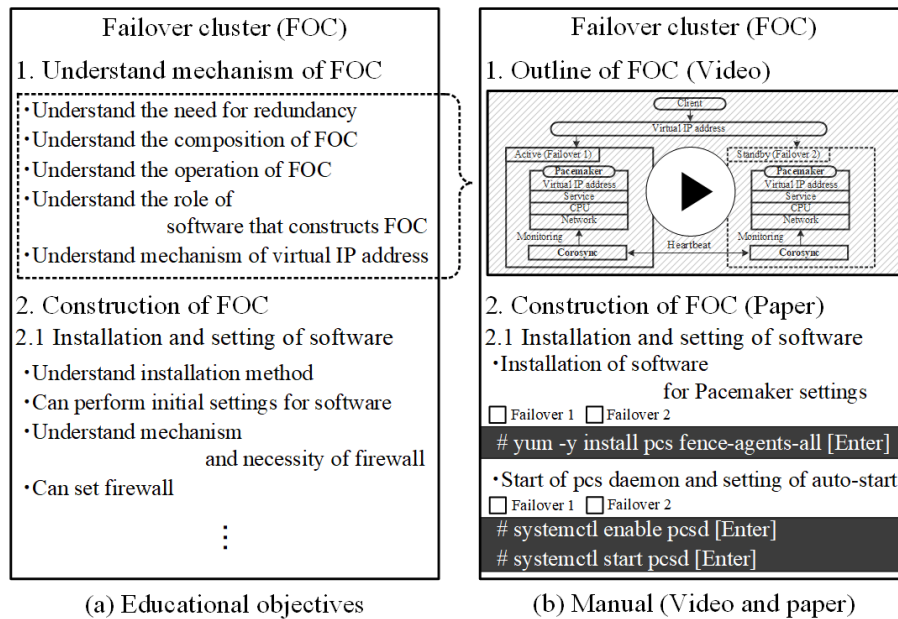 Failover cluster (FOC)
1. Understand mechanism of FOC
・Understand the need for redundancy
・Understand the composition of FOC
・Understand the operation of FOC
・Understand the role of
software that constructs FOC
・Understand mechanism of virtual IP address
2. Construction of FOC
2.1 Installation and setting of software
・Understand installation method
・Can perform initial settings for software
・Understand mechanism
and necessity of firewall
・Can set firewall
⋮
(a) Educational objectives
Failover cluster (FOC)
1. Outline of FOC (Video)
Client
Virtual IP address
Active (Failover 1)
Pacemaker
Virtual IP address
Service
CPU
Network
Monitoring
Corosync
Heartbeat
Standby (Failover 2)
Pacemaker
Virtual IP address
Service
CPU
Network
Monitoring
Corosync
2. Construction of FOC (Paper)
2.1 Installation and setting of software
・Installation of software
for Pacemaker settings
Failover 1 Failover 2
# yum -y install pcs fence-agents-all [Enter]
・Start of pcs daemon and setting of auto-start
Failover 1 Failover 2
# systemctl enable pcsd [Enter]
# systemctl start pcsd [Enter]
(b) Manual (Video and paper)